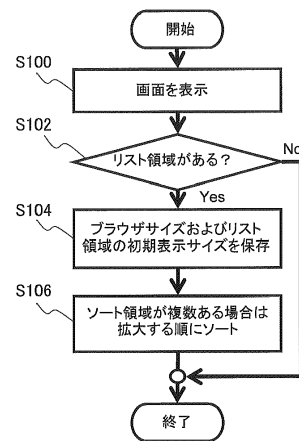 開始
S100
画面を表示
S102
リスト領域がある？
No
Yes
S104
ブラウザサイズおよびリスト
領域の初期表示サイズを保存
S106
ソート領域が複数ある場合は
拡大する順にソート
終了